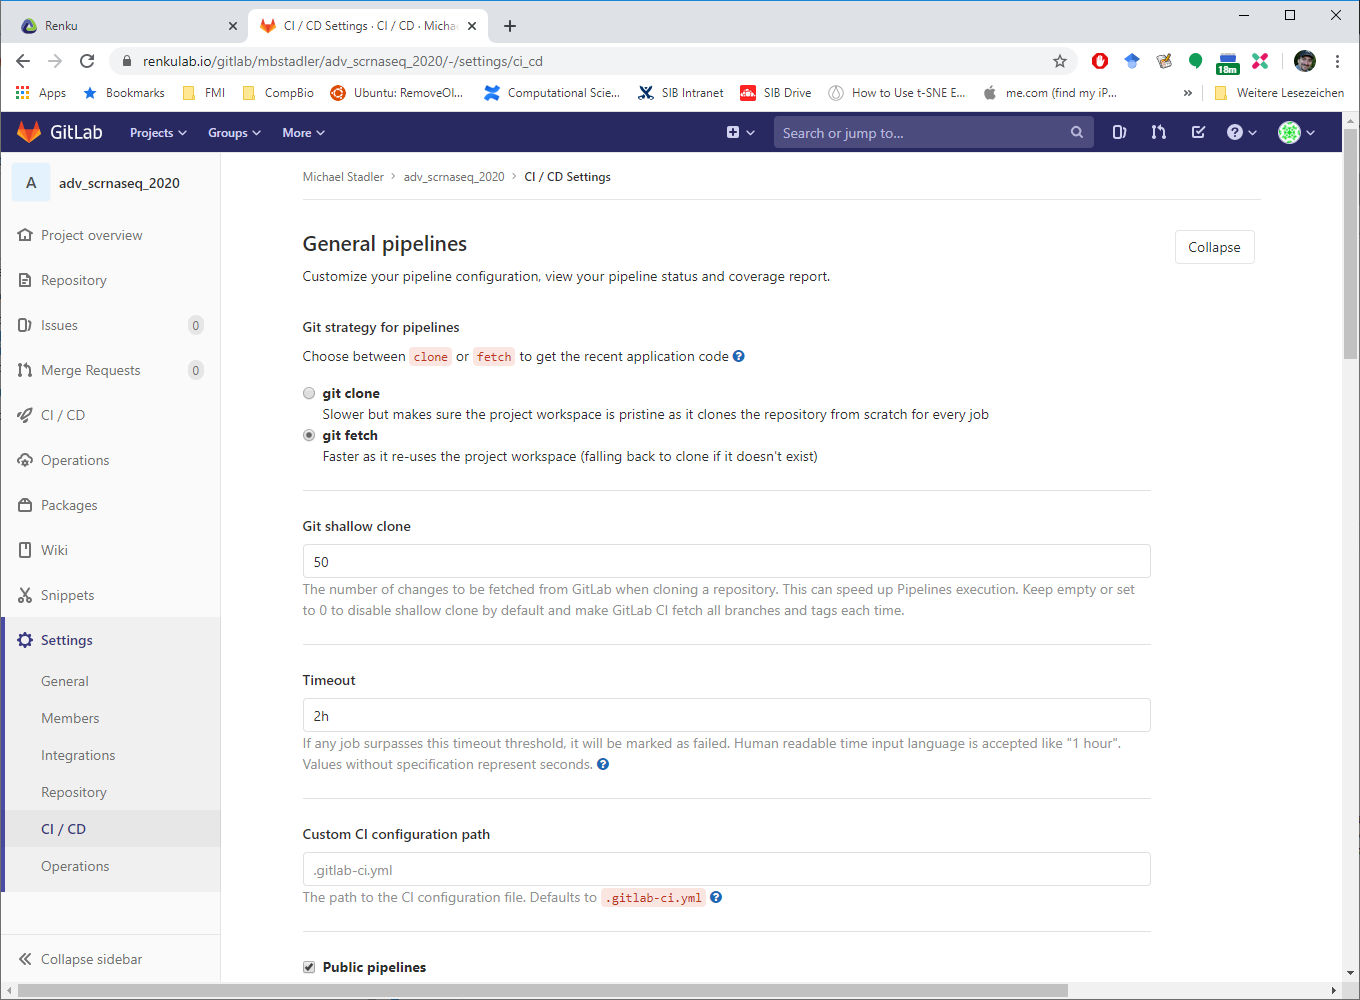 Renku
CI / CD Settings · CI / CD · Micha
renkulab.io/gitlab/mbstadler/adv_scrnaseq_2020/-/settings/ci_cd
18m
Apps
Bookmarks
FMI
CompBio
Ubuntu: RemoveOl...
Computational Scie...
SIB Intranet
SIB Drive
How to Use t-SNE E...
me.com (find my iP...
»
Weitere Lesezeichen
GitLab
Projects
Groups
More
Search or jump to...
A
adv_scrnaseq_2020
Project overview
Repository
Issues 0
Merge Requests 0
CI / CD
Operations
Packages
Wiki
Snippets
Settings
General
Members
Integrations
Repository
CI / CD
Operations
Collapse sidebar
Michael Stadler > adv_scrnaseq_2020 > CI / CD Settings
General pipelines
Collapse
Customize your pipeline configuration, view your pipeline status and coverage report.
Git strategy for pipelines
Choose between clone or fetch to get the recent application code ?
git clone
Slower but makes sure the project workspace is pristine as it clones the repository from scratch for every job
git fetch
Faster as it re-uses the project workspace (falling back to clone if it doesn't exist)
Git shallow clone
50
The number of changes to be fetched from GitLab when cloning a repository. This can speed up Pipelines execution. Keep empty or set
to 0 to disable shallow clone by default and make GitLab CI fetch all branches and tags each time.
Timeout
2h
If any job surpasses this timeout threshold, it will be marked as failed. Human readable time input language is accepted like "1 hour".
Values without specification represent seconds. ?
Custom CI configuration path
.gitlab-ci.yml
The path to the CI configuration file. Defaults to .gitlab-ci.yml ?
Public pipelines